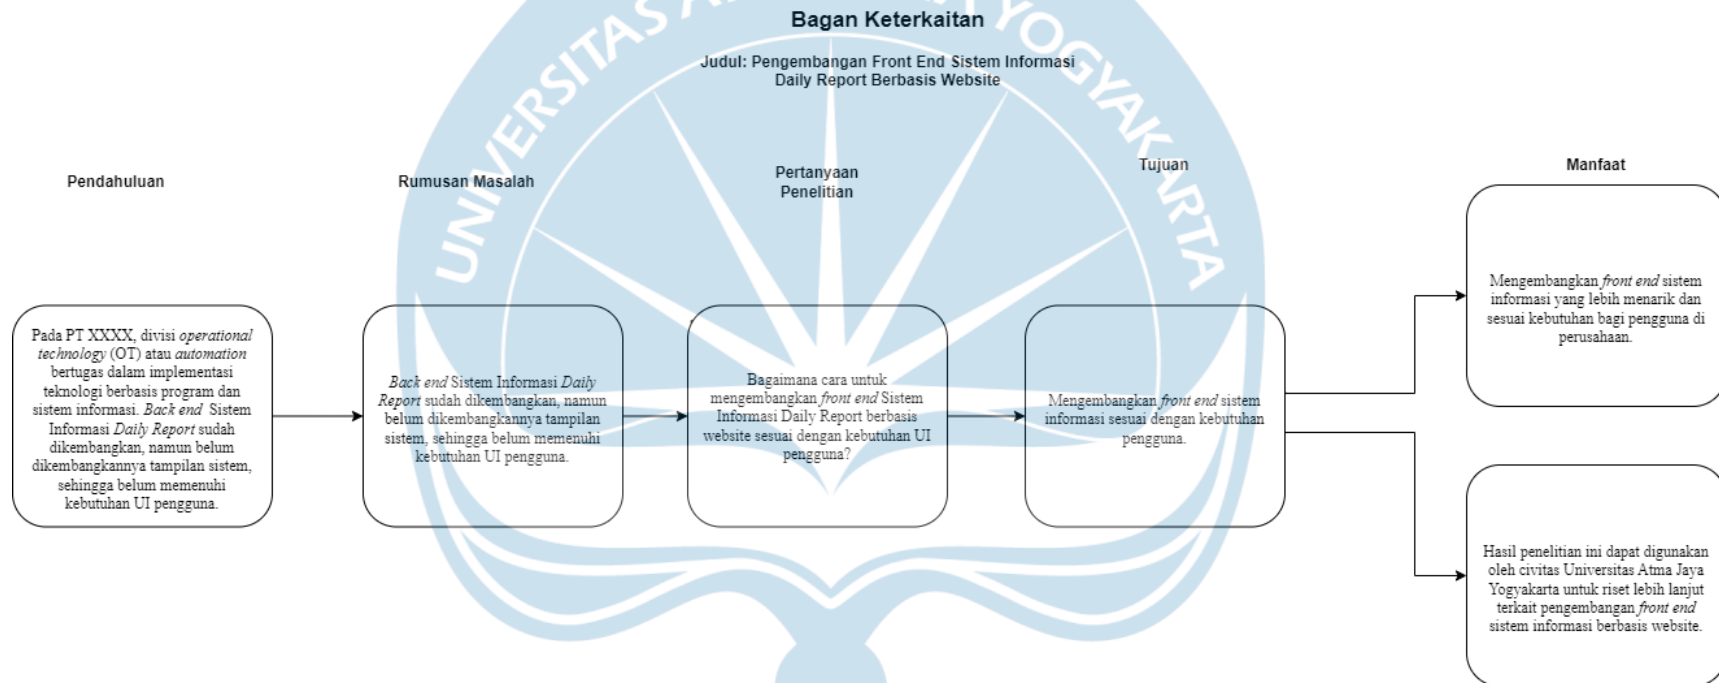 Bagan Keterkaitan
Judul: Pengembangan Front End Sistem Informasi
Daily Report Berbasis Website
UNIVERSITAS A
A YOGYAKARTA
Pendahuluan
Rumusan Masalah
Pertanyaan
Penelitian
Tujuan
Manfaat
Pada PT XXXX, divisi operational
technology (OT) atau automation
bertugas dalam implementasi
teknologi berbasis program dan
sistem informasi. Back end Sistem
Informasi Daily Report sudah
dikembangkan, namun belum
dikembangkannya tampilan sistem,
sehingga belum memenuhi
kebutuhan UI pengguna.
Back end Sistem Informasi Daily
Report sudah dikembangkan, namun
belum dikembangkannya tampilan
sistem, sehingga belum memenuhi
kebutuhan UI pengguna.
Bagaimana cara untuk
mengembangkan front end Sistem
Informasi Daily Report berbasis
website sesuai dengan kebutuhan UI
pengguna?
Mengembangkan front end sistem
informasi sesuai dengan kebutuhan
pengguna.
Mengembangkan front end sistem
informasi yang lebih menarik dan
sesuai kebutuhan bagi pengguna di
perusahaan.
Hasil penelitian ini dapat digunakan
oleh civitas Universitas Atma Jaya
Yogyakarta untuk riset lebih lanjut
terkait pengembangan front end
sistem informasi berbasis website.